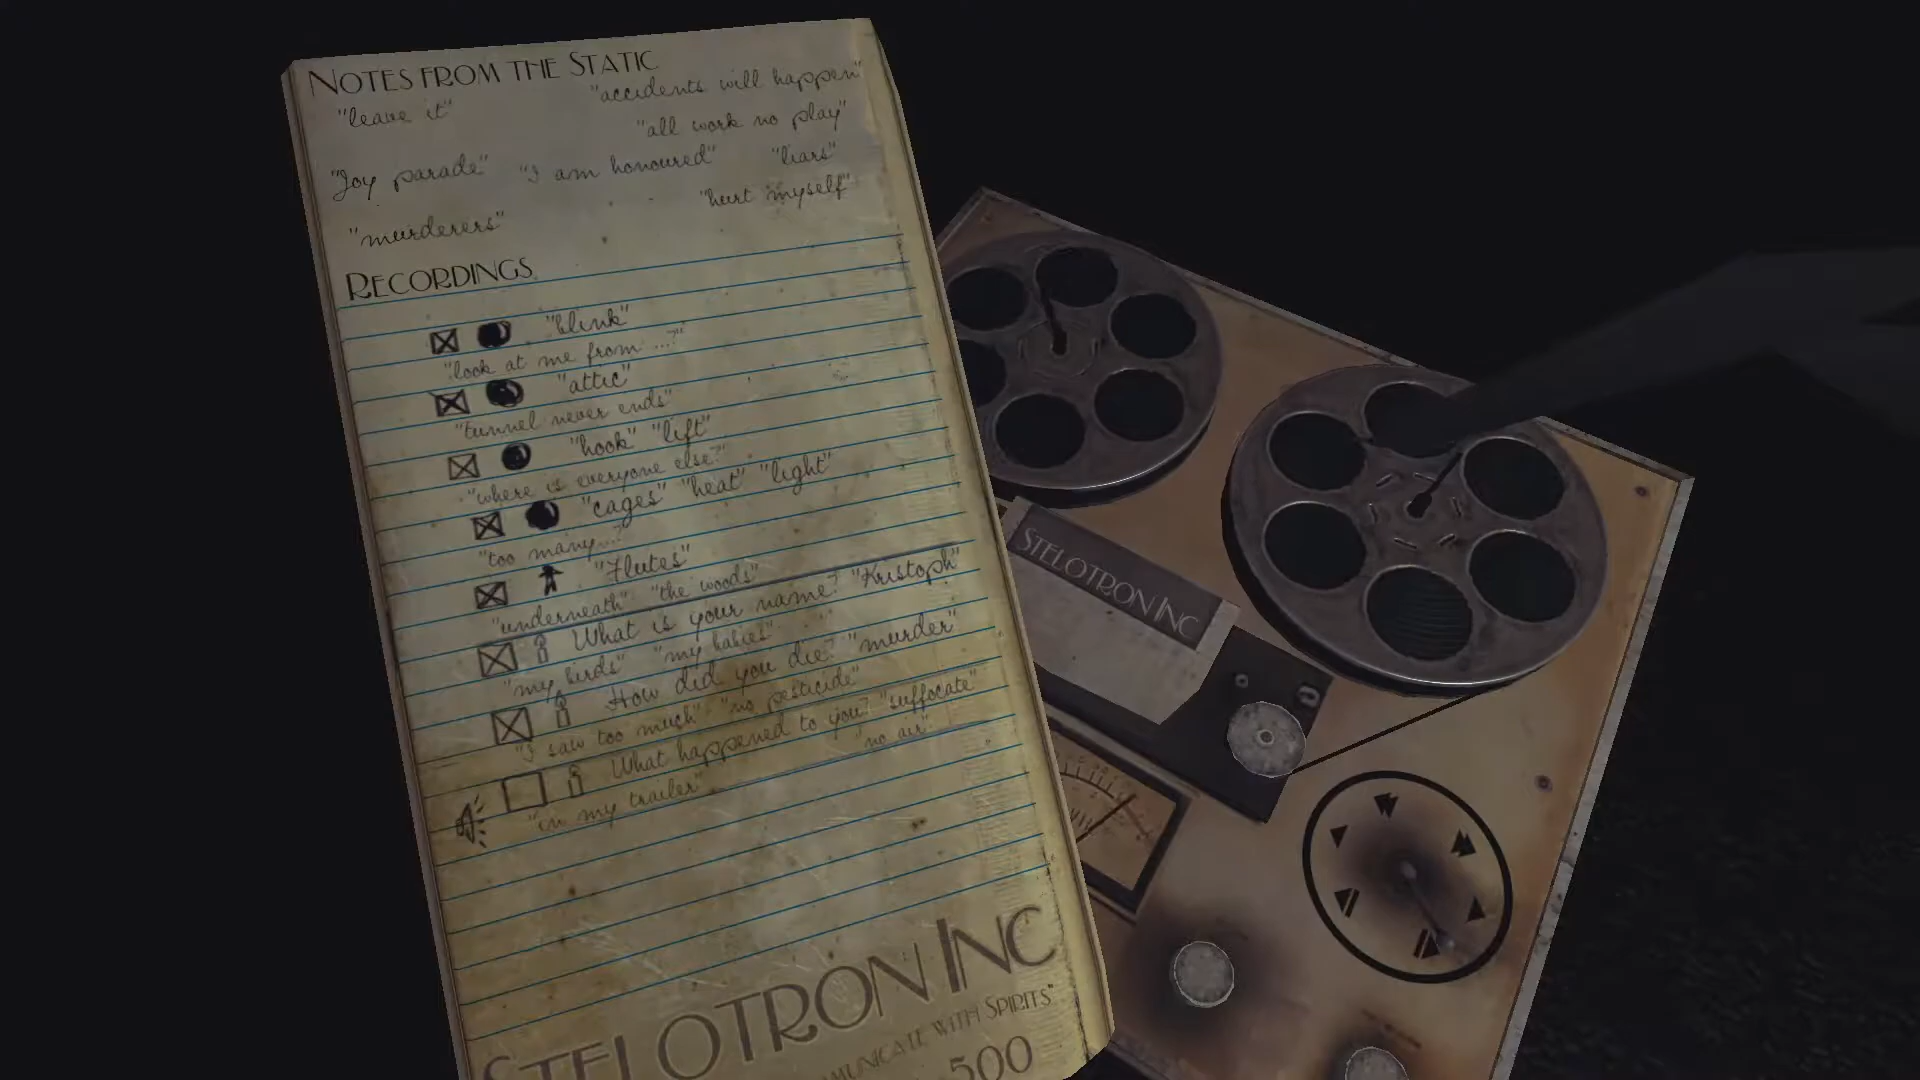 NOTES FROM THE STATIC
"leave it" "accidents will happen"
"all work no play"
"Joy parade" "I am honoured" "liars"
"hurt myself"
"murderers"
RECORDINGS
"blink"
"look at me from ...?"
"attic"
"tunnel never ends"
"hook" "lift"
"where is everyone else?"
"cages" "heat" "light"
"too many...?"
"Flutes"
"underneath" "the woods"
What is your name? "Kristoph"
"my birds" "my babies"
How did you die? "murder"
"I saw too much" "no pesticide"
What happened to you? "suffocate"
"in my trailer" "no air"
STELOTRON INC
MUNICATE WITH SPIRITS"
500
STELOTRON INC